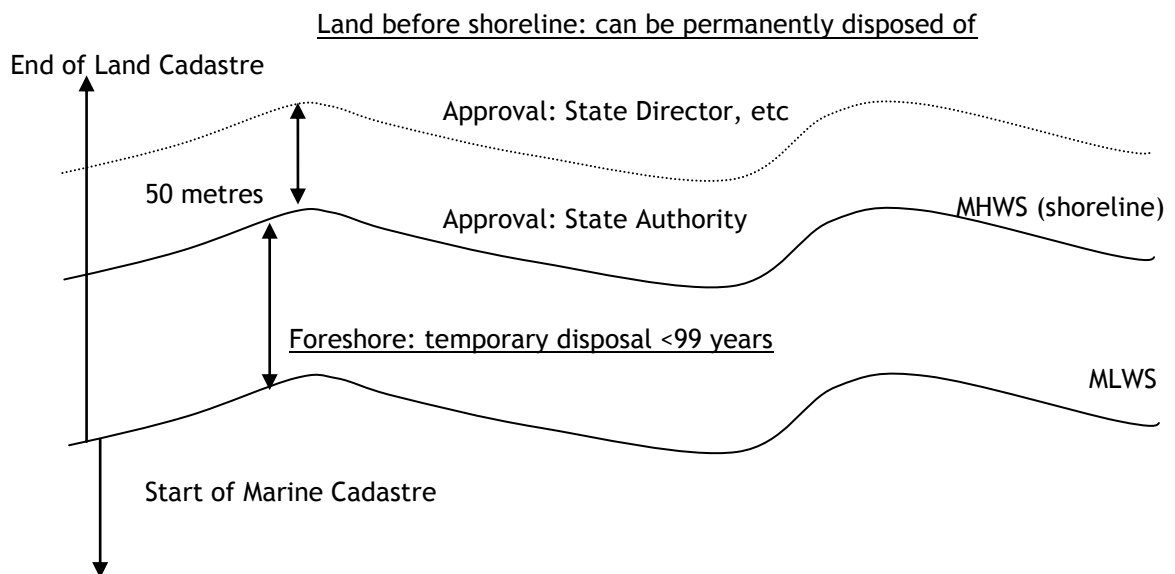 Land before shoreline: can be permanently disposed of
End of Land Cadastre
Approval: State Director, etc
50 metres
Approval: State Authority
MHWS (shoreline)
Foreshore: temporary disposal <99 years
MLWS
Start of Marine Cadastre